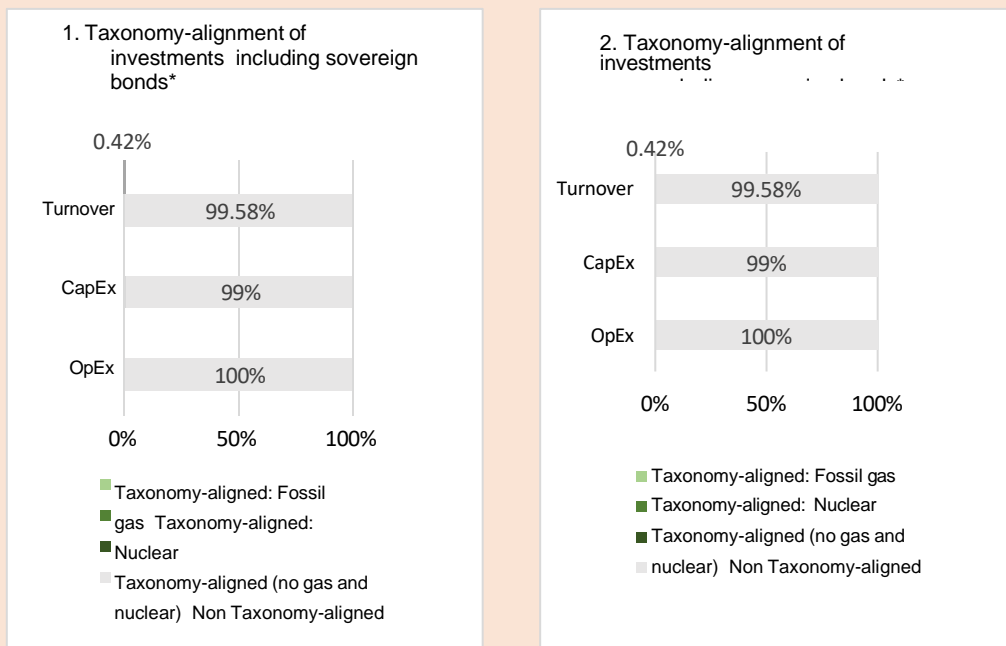 1. Taxonomy-alignment of
investments including sovereign
bonds*
0.42%
Turnover
99.58%
CapEx
99%
OpEx
100%
0%
50%
100%
Taxonomy-aligned: Fossil
gas Taxonomy-aligned:
Nuclear
Taxonomy-aligned (no gas and
nuclear) Non Taxonomy-aligned
2. Taxonomy-alignment of
investments
0.42%
Turnover
99.58%
CapEx
99%
OpEx
100%
0%
50%
100%
Taxonomy-aligned: Fossil gas
Taxonomy-aligned: Nuclear
Taxonomy-aligned (no gas and
nuclear) Non Taxonomy-aligned